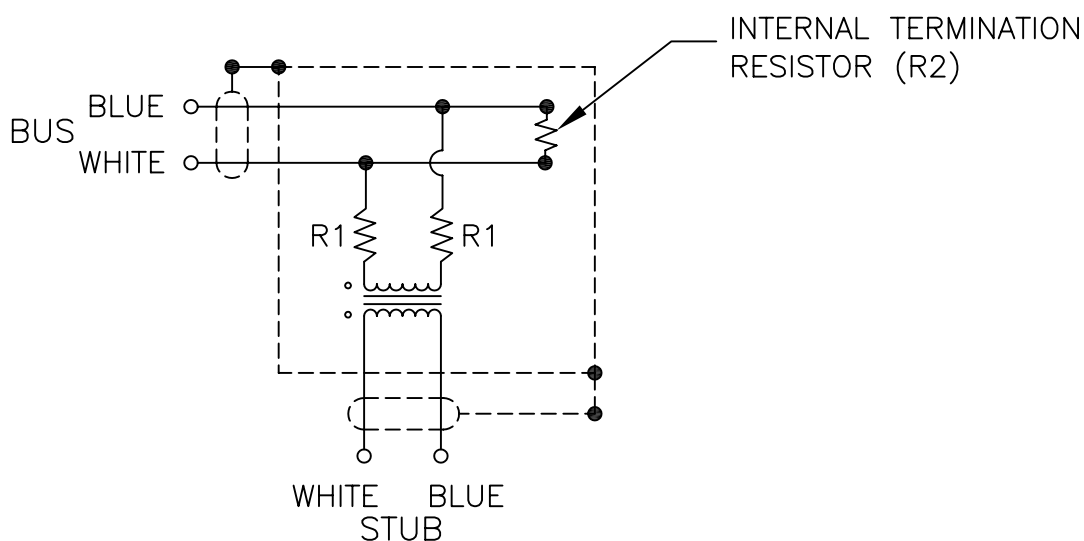 INTERNAL TERMINATION
RESISTOR (R2)
BLUE
BUS
WHITE
R1
R1
WHITE
BLUE
STUB